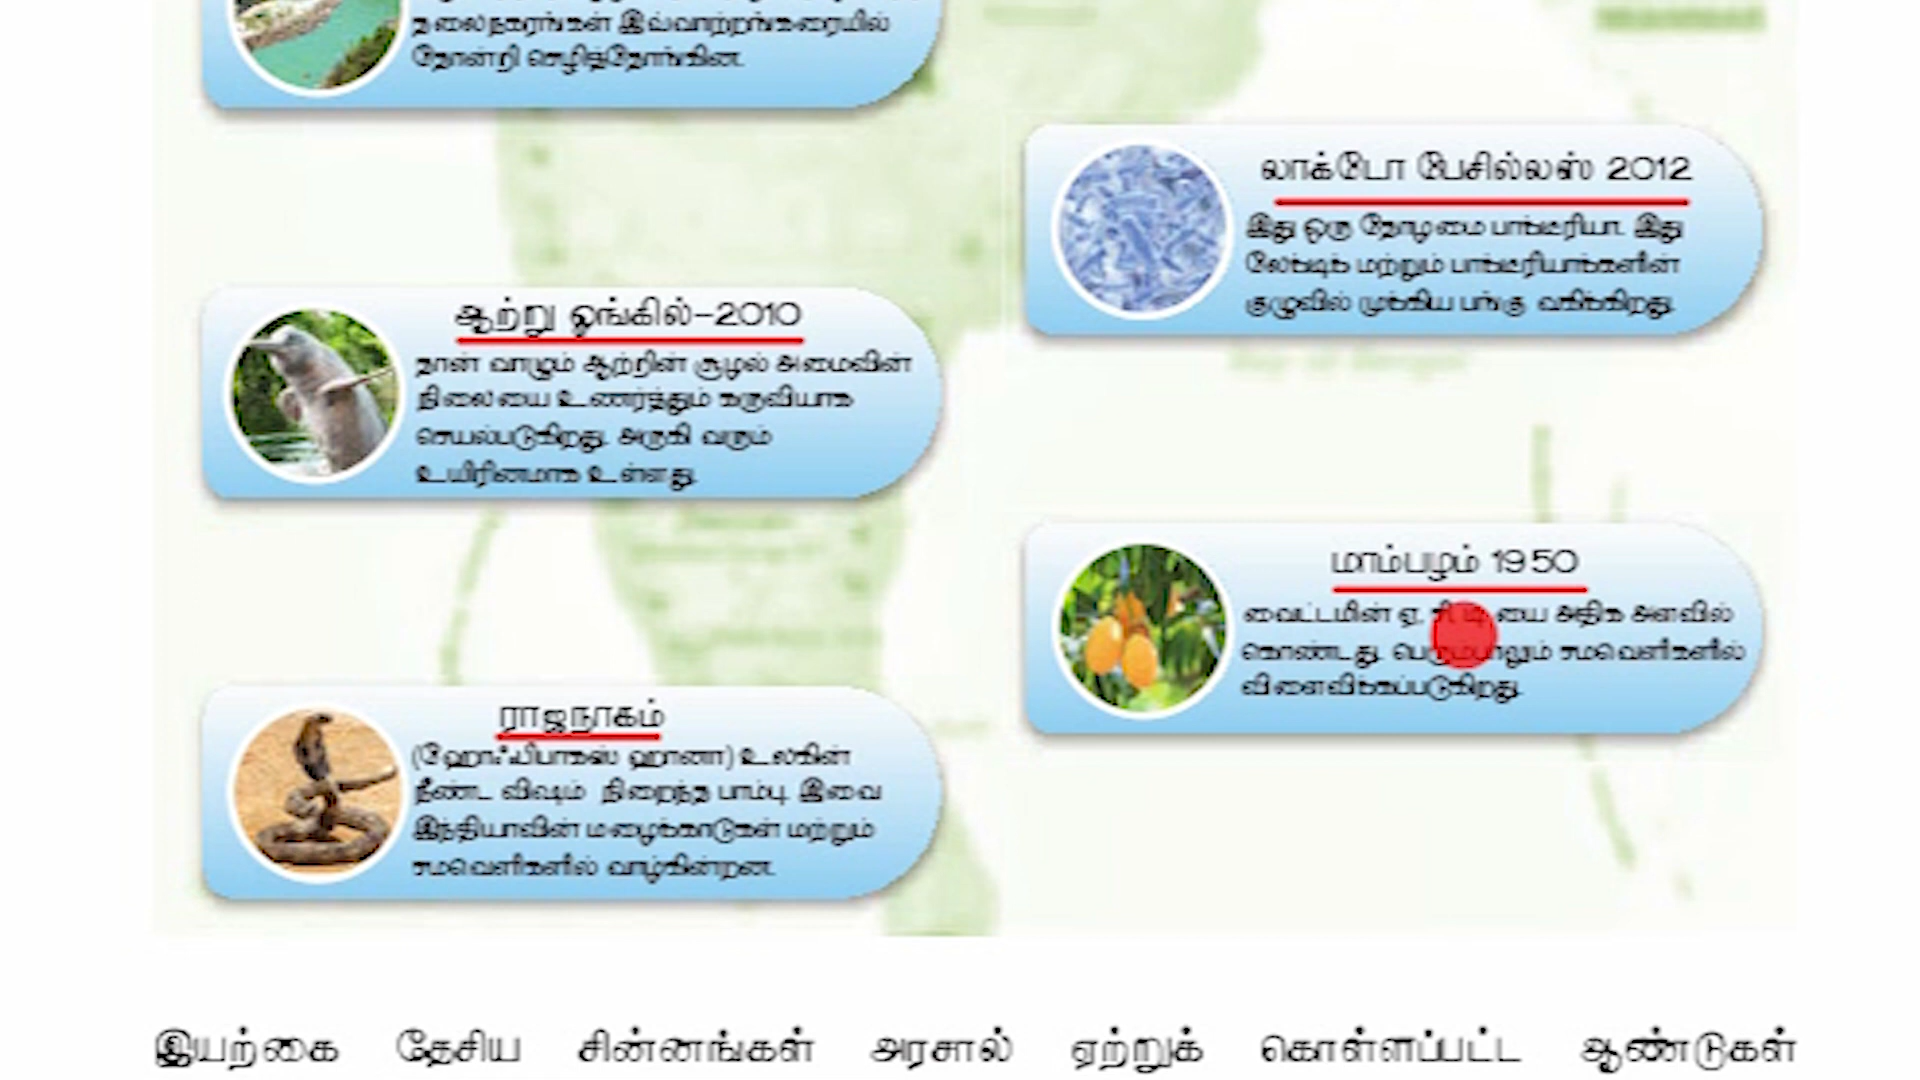 தலைநகரங்கள் இவ்வாற்றங்கரையில்
தோன்றி செழித்தோங்கின.
லாக்டோ பேசில்லஸ் 2012
இது ஒரு தோழமை பாக்டீரியா. இது
லேக்டிக் மற்றும் பாக்டீரியாங்களின்
குழுவில் முக்கிய பங்கு வகிக்கிறது.
ஆற்று ஓங்கில்-2010
தான் வாழும் ஆற்றின் சூழல் அமைவின்
நிலையை உணர்த்தும் கருவியாக
செயல்படுகிறது. அருகி வரும்
உயிரினமாக உள்ளது.
மாம்பழம் 1950
வைட்டமின் ஏ, சி, டி யை அதிக அளவில்
கொண்டது. பெரும்பாலும் சமவெளிகளில்
விளைவிக்கப்படுகிறது.
ராஜநாகம்
(ஹோஃபிபாகஸ் ஹானா) உலகின்
நீண்ட விஷம் நிறைந்த பாம்பு. இவை
இந்தியாவின் மழைக்காடுகள் மற்றும்
சமவெளிகளில் வாழ்கின்றன.
இயற்கை தேசிய சின்னங்கள் அரசால் ஏற்றுக் கொள்ளப்பட்ட ஆண்டுகள்